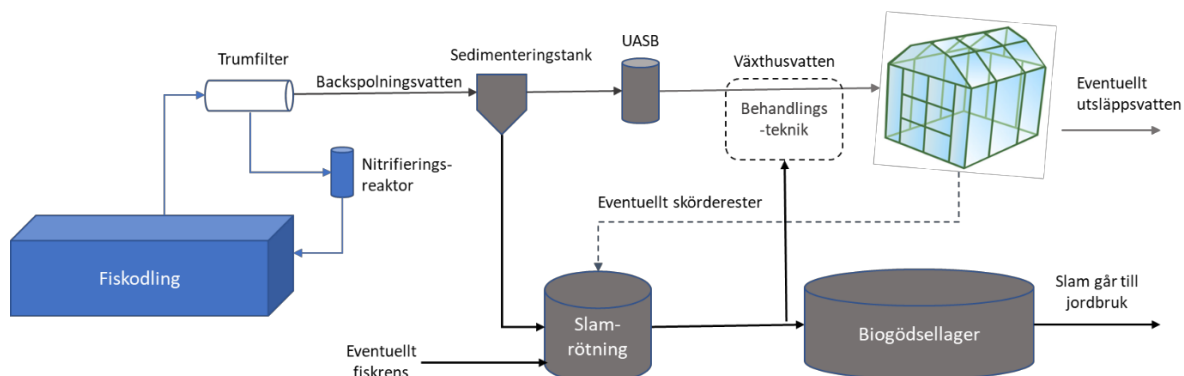 UASB
Sedimenteringstank
Trumfilter
Växthusvatten
Backspolningsvatten
Eventuellt
utsläppsvatten
Behandlings
-teknik
Nitrifierings-
reaktor
Eventuellt skörderester
Fiskodling
Slam går till
jordbruk
Slam-
rötning
Biogödsellager
Eventuellt
fiskrens